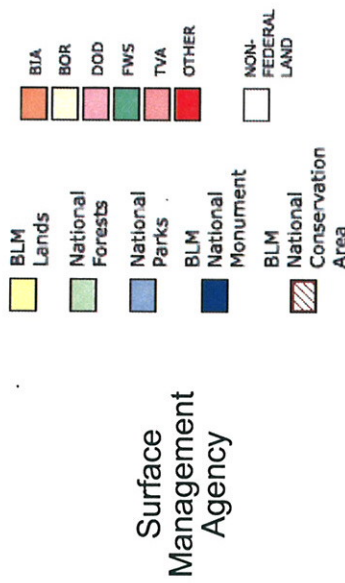 Surface
Management
Agency
BLM
Lands
National
Forests
National
Parks
BLM
National
Monument
BLM
National
Conservation
Area
BIA
BOR
DOD
FWS
TVA
OTHER
NON-
FEDERAL
LAND